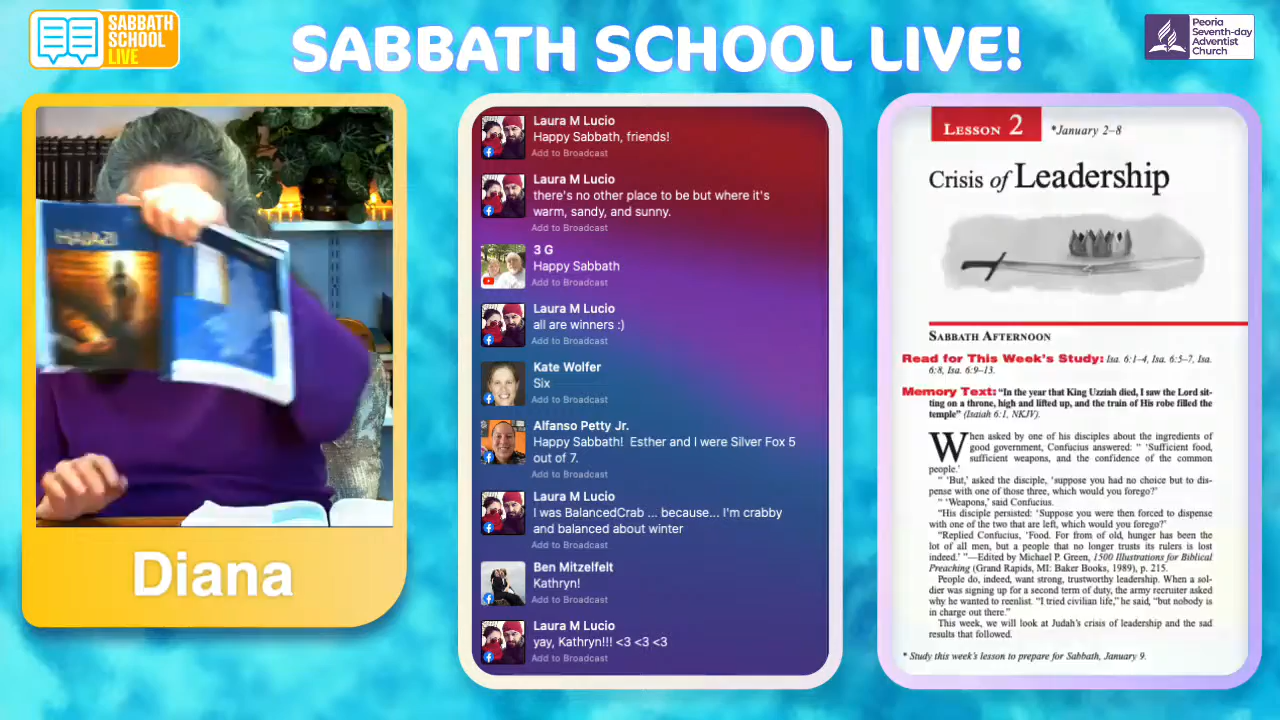 SABBATH
SCHOOL
LIVE
SABBATH SCHOOL LIVE!
Peoria
Seventh-day
Adventist
Church
Diana
Laura M Lucio
Happy Sabbath, friends!
Add to Broadcast
Laura M Lucio
there's no other place to be but where it's
warm, sandy, and sunny.
Add to Broadcast
3 G
Happy Sabbath
Add to Broadcast
Laura M Lucio
all are winners :)
Add to Broadcast
Kate Wolfer
Six
Add to Broadcast
Alfanso Petty Jr.
Happy Sabbath! Esther and I were Silver Fox 5
out of 7.
Add to Broadcast
Laura M Lucio
I was BalancedCrab ... because... I'm crabby
and balanced about winter
Add to Broadcast
Ben Mitzelfelt
Kathryn!
Add to Broadcast
Laura M Lucio
yay, Kathryn!!! <3 <3 <3
Add to Broadcast
LESSON 2 *January 2–8
Crisis of Leadership
SABBATH AFTERNOON
Read for This Week's Study: Isa. 6:1–4, Isa. 6:5–7, Isa.
6:8, Isa. 6:9–13.
Memory Text: “In the year that King Uzziah died, I saw the Lord sit-
ting on a throne, high and lifted up, and the train of His robe filled the
temple” (Isaiah 6:1, NKJV).
When asked by one of his disciples about the ingredients of
good government, Confucius answered: “ ‘Sufficient food,
sufficient weapons, and the confidence of the common
people.’
“ ‘But,’ asked the disciple, ‘suppose you had no choice but to dis-
pense with one of those three, which would you forego?’
“ ‘Weapons,’ said Confucius.
“His disciple persisted: ‘Suppose you were then forced to dispense
with one of the two that are left, which would you forego?’
“Replied Confucius, ‘Food. For from of old, hunger has been the
lot of all men, but a people that no longer trusts its rulers is lost
indeed.’ ”—Edited by Michael P. Green, 1500 Illustrations for Biblical
Preaching (Grand Rapids, MI: Baker Books, 1989), p. 215.
People do, indeed, want strong, trustworthy leadership. When a sol-
dier was signing up for a second term of duty, the army recruiter asked
why he wanted to reenlist. “I tried civilian life,” he said, “but nobody is
in charge out there.”
This week, we will look at Judah's crisis of leadership and the sad
results that followed.
* Study this week's lesson to prepare for Sabbath, January 9.